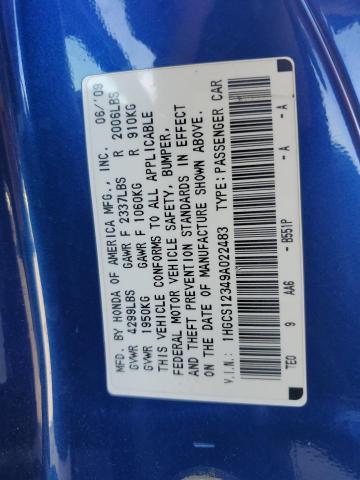 MFD. BY HONDA OF AMERICA MFG., INC. 06/'09
GVWR 4299LBS GAWR F 2337LBS R 2006LBS
GVWR 1950KG GAWR F 1060KG R 910KG
THIS VEHICLE CONFORMS TO ALL APPLICABLE
FEDERAL MOTOR VEHICLE SAFETY, BUMPER,
AND THEFT PREVENTION STANDARDS IN EFFECT
ON THE DATE OF MANUFACTURE SHOWN ABOVE.
V.I.N.: 1HGCS12349A022483 TYPE: PASSENGER CAR
TE0 9 AA6 -B551P -A -A